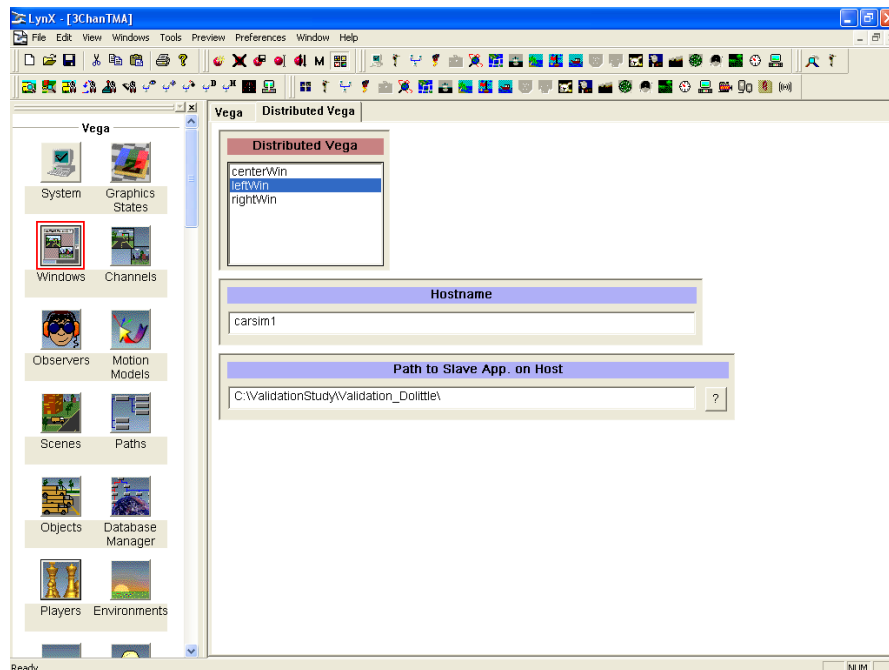 LynX - [3ChanTMA]
File Edit View Windows Tools Preview Preferences Window Help
M
Vega
System
Graphics States
Windows
Channels
Observers
Motion Models
Scenes
Paths
Objects
Database Manager
Players
Environments
Vega
Distributed Vega
Distributed Vega
centerWin
leftWin
rightWin
Hostname
carsim1
Path to Slave App. on Host
C:\ValidationStudy\Validation_Dolittle\
?
Ready
NUM